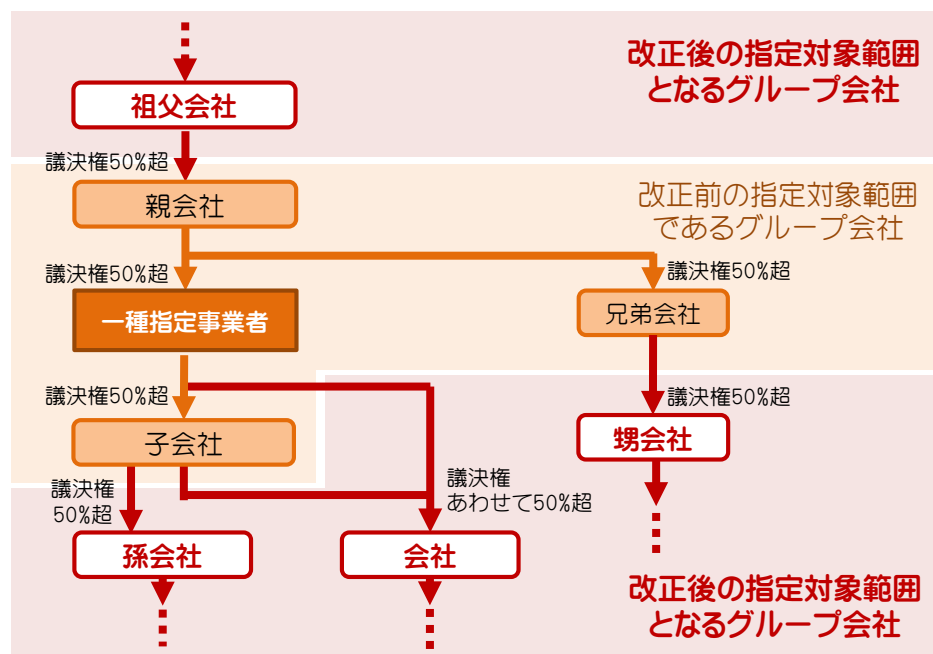 改正後の指定対象範囲
となるグループ会社
祖父会社
議決権50%超
親会社
改正前の指定対象範囲
であるグループ会社
議決権50%超
議決権50%超
一種指定事業者
兄弟会社
議決権50%超
議決権50%超
子会社
甥会社
議決権
50%超
議決権
あわせて50%超
孫会社
会社
改正後の指定対象範囲
となるグループ会社